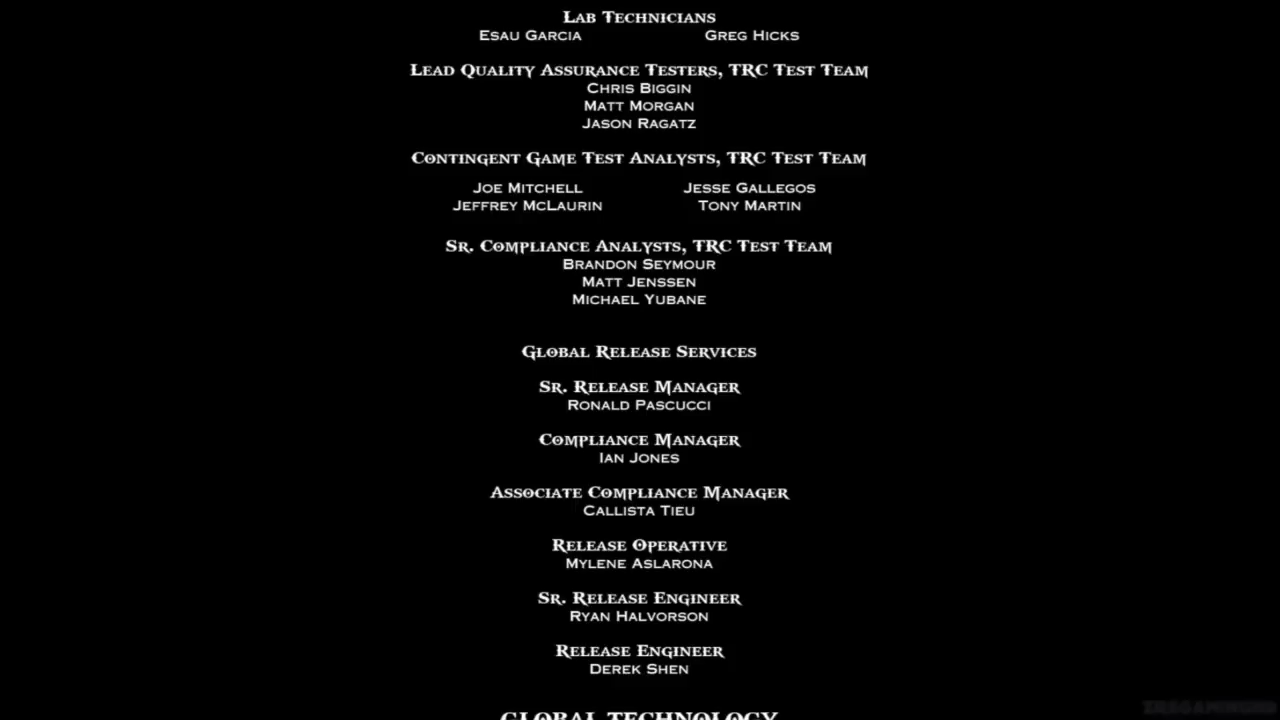 Lab Technicians
Esau Garcia Greg Hicks
Lead Quality Assurance Testers, TRC Test Team
Chris Biggin
Matt Morgan
Jason Ragatz
Contingent Game Test Analysts, TRC Test Team
Joe Mitchell Jesse Gallegos
Jeffrey McLaurin Tony Martin
Sr. Compliance Analysts, TRC Test Team
Brandon Seymour
Matt Jenssen
Michael Yubane
Global Release Services
Sr. Release Manager
Ronald Pascucci
Compliance Manager
Ian Jones
Associate Compliance Manager
Callista Tieu
Release Operative
Mylene Aslarona
Sr. Release Engineer
Ryan Halvorson
Release Engineer
Derek Shen
Global Technology